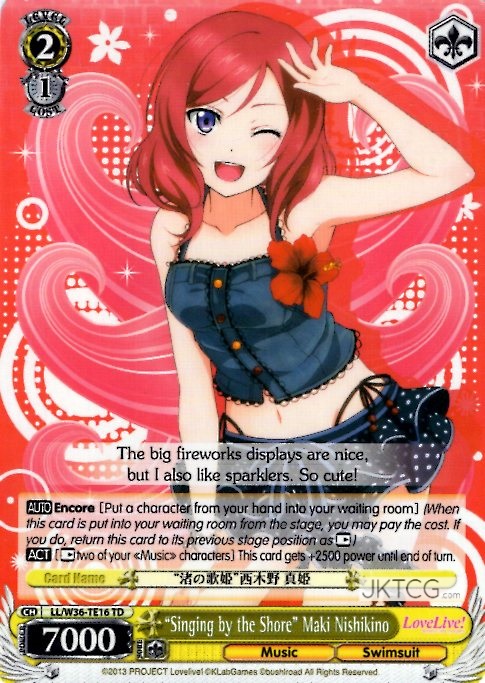 LEVEL
2
1
COST
The big fireworks displays are nice,
but I also like sparklers. So cute!
AUTO Encore [Put a character from your hand into your waiting room] (When
this card is put into your waiting room from the stage, you may pay the cost. If
you do, return this card to its previous stage position as )
ACT [ two of your «Music» characters] This card gets +2500 power until end of turn.
Card Name
“渚の歌姫”西木野 真姫
JKTCG.com
CH LL/W36-TE16 TD
POWER 7000 SOUL
“Singing by the Shore” Maki Nishikino
LoveLive!
Music Swimsuit
©2013 PROJECT Lovelive! ©KLabGames ©bushiroad All Rights Reserved.